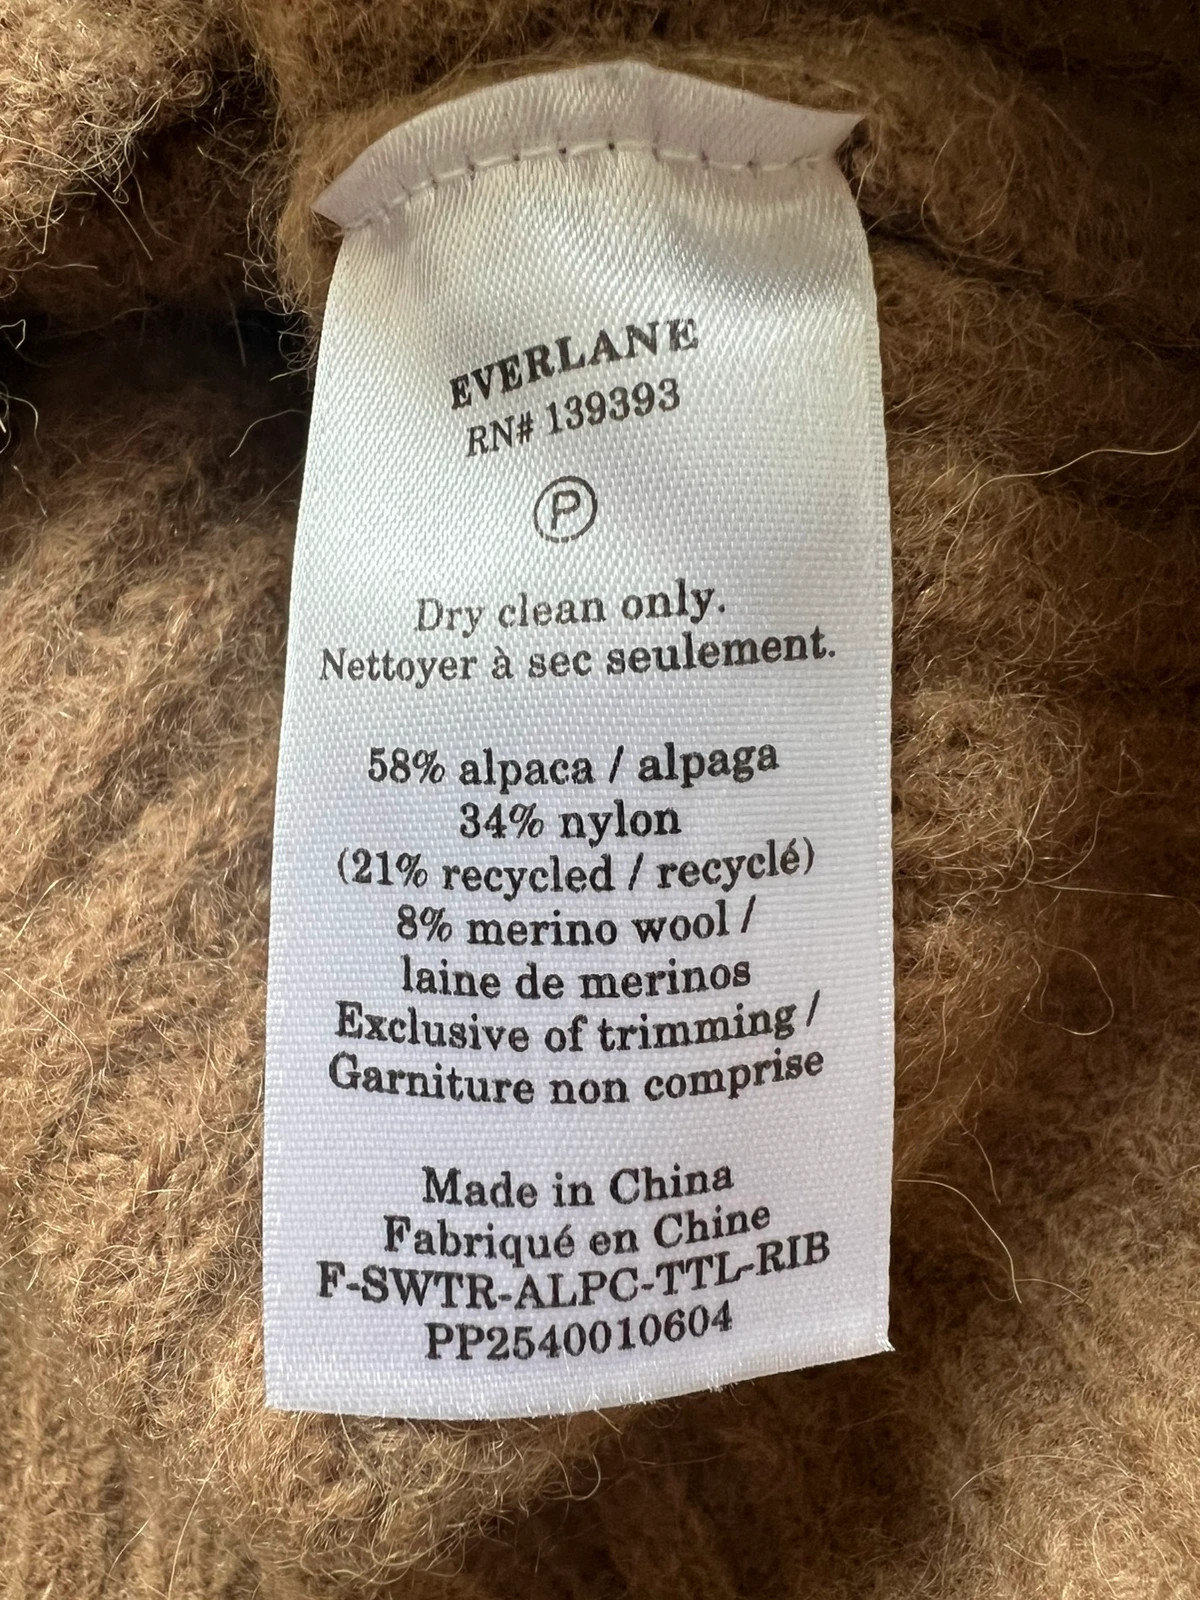 EVERLANE
RN# 139393
P
Dry clean only.
Nettoyer à sec seulement.
58% alpaca / alpaga
34% nylon
(21% recycled / recyclé)
8% merino wool /
laine de merinos
Exclusive of trimming /
Garniture non comprise
Made in China
Fabriqué en Chine
F-SWTR-ALPC-TTL-RIB
PP2540010604